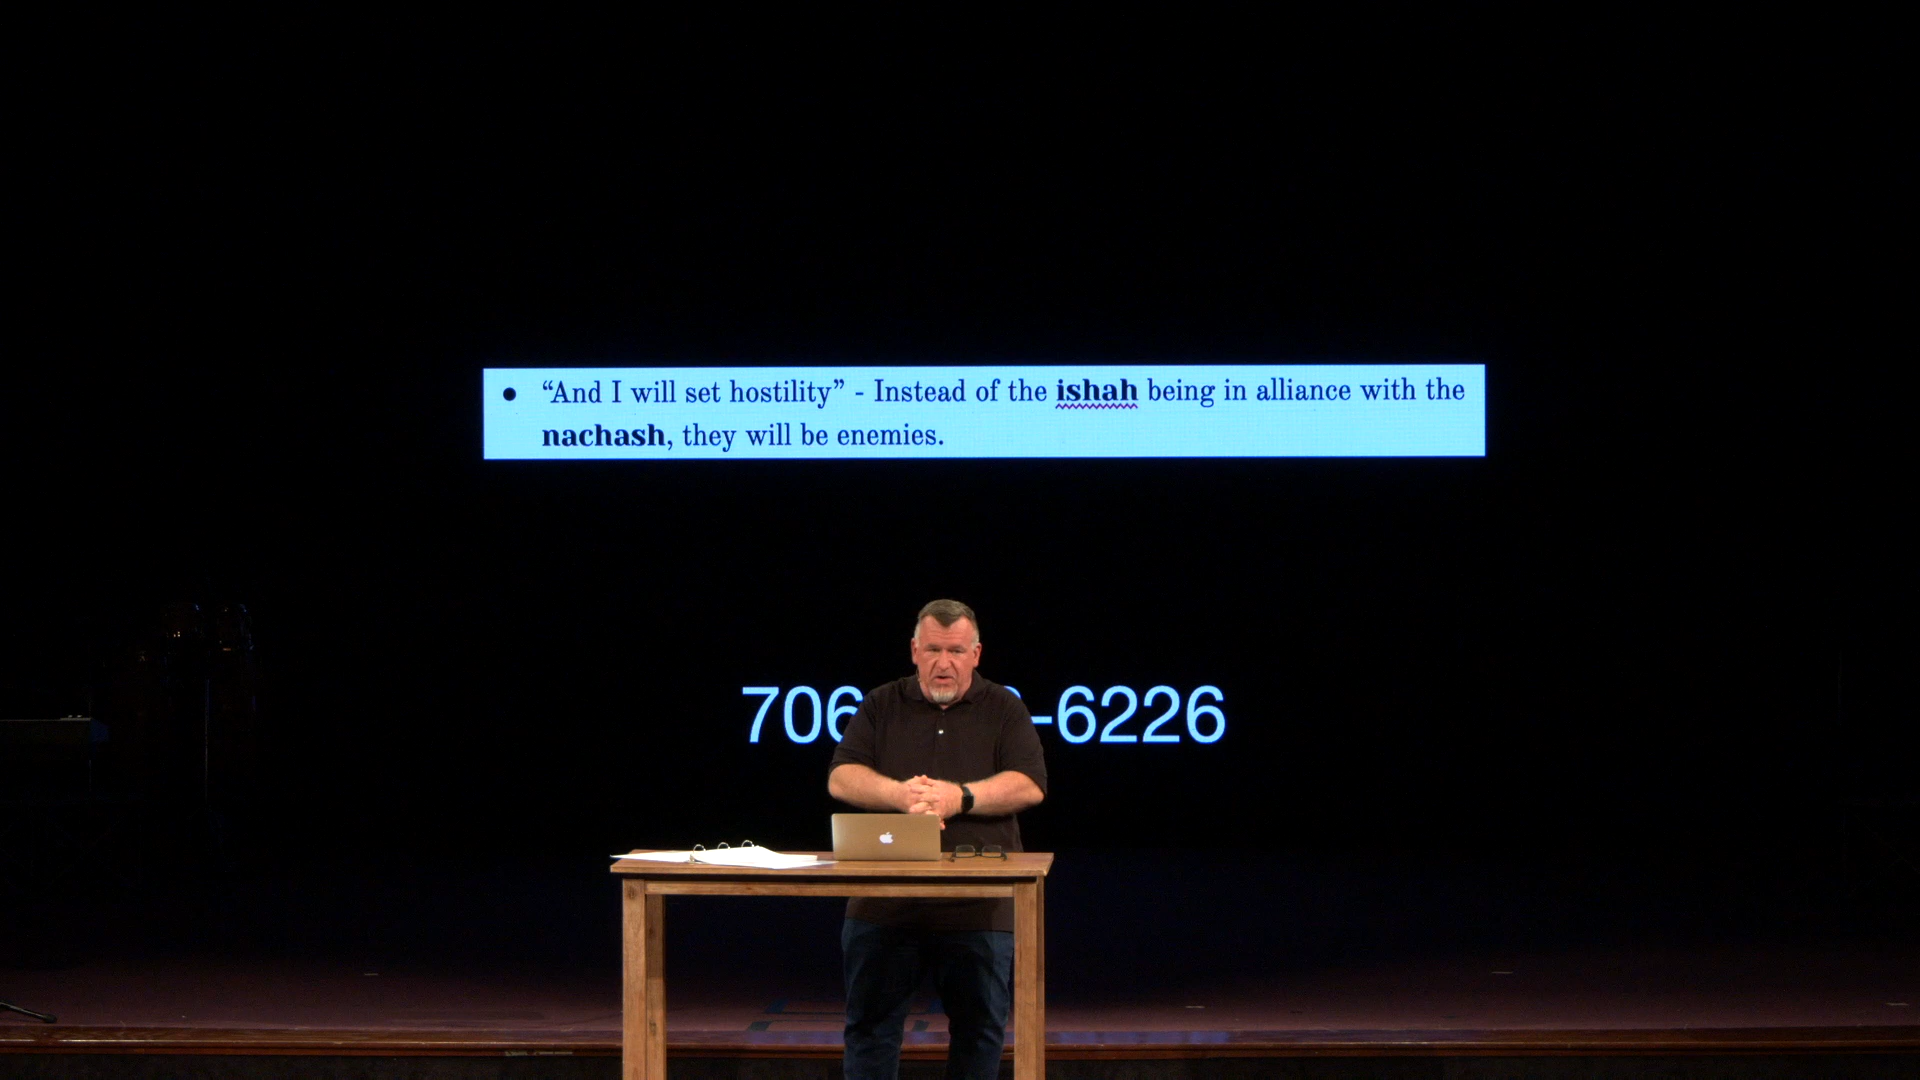 ● “And I will set hostility” - Instead of the ishah being in alliance with the
nachash, they will be enemies.
706 -6226